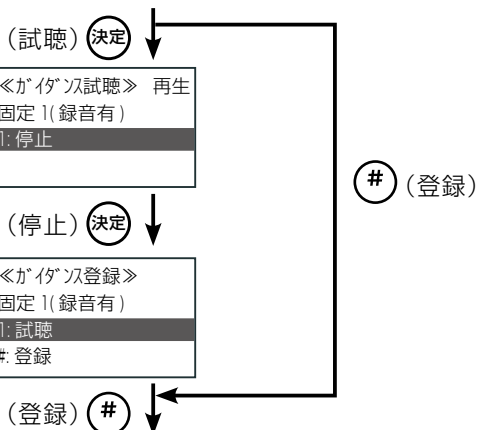 (試聴) 決定
≪ガイダンス試聴≫ 再生
固定1(録音有)
1:停止
# (登録)
(停止) 決定
≪ガイダンス登録≫
固定1(録音有)
1:試聴
#:登録
(登録) #